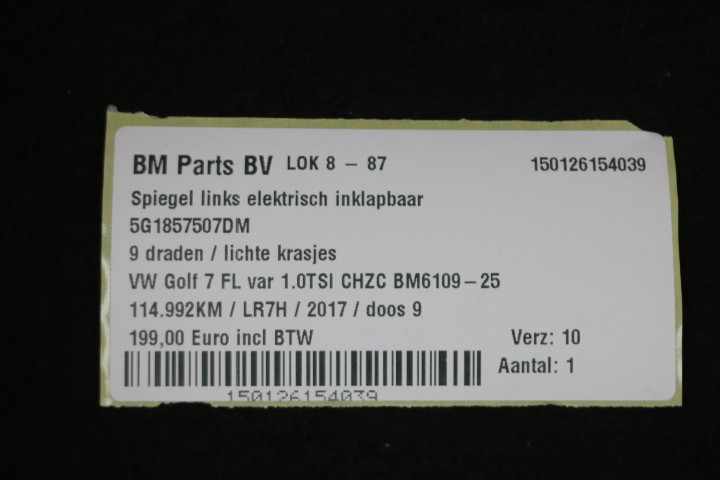 BM Parts BV LOK 8 - 87 150126154039
Spiegel links elektrisch inklapbaar
5G1857507DM
9 draden / lichte krasjes
VW Golf 7 FL var 1.0TSI CHZC BM6109-25
114.992KM / LR7H / 2017 / doos 9
199,00 Euro incl BTW Verz: 10
Aantal: 1
150126154039